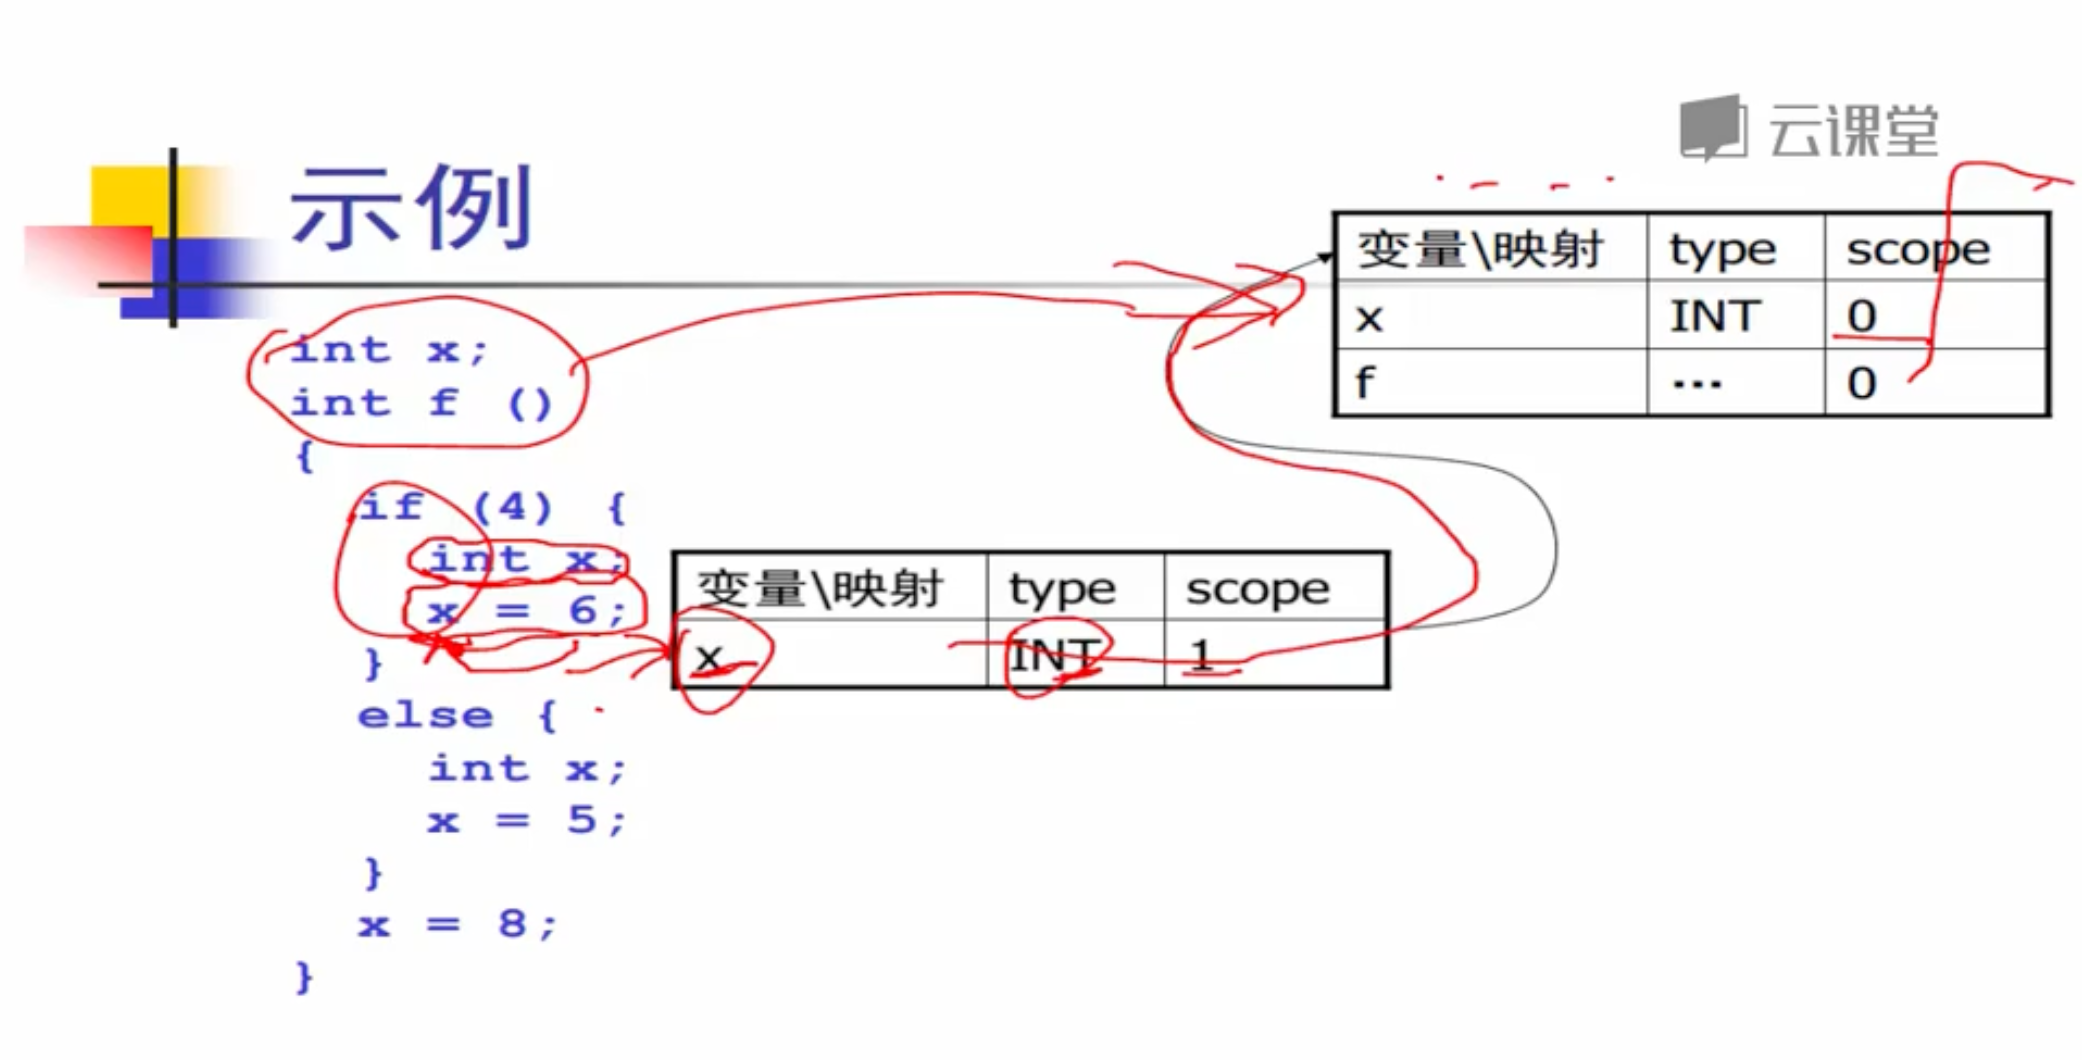 云课堂
示例
变量\映射 type scope
x INT 0
f ... 0
int x;
int f ()
{
if (4) {
int x;
x = 6;
}
else {
int x;
x = 5;
}
x = 8;
}
变量\映射 type scope
x INT 1